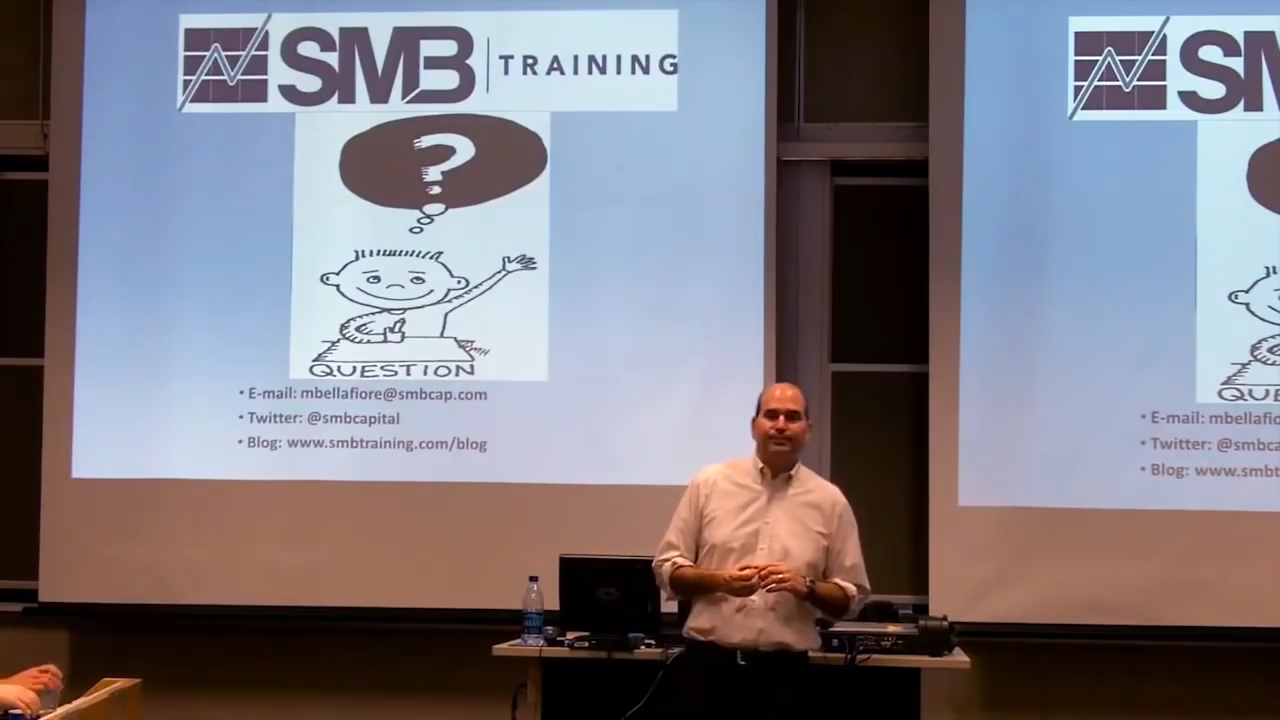 SMB | TRAINING
?
QUESTION
• E-mail: mbellafiore@smbcap.com
• Twitter: @smbcapital
• Blog: www.smbtraining.com/blog
SM
?
QUE
• E-mail: mbellafio
• Twitter: @smbca
• Blog: www.smbt